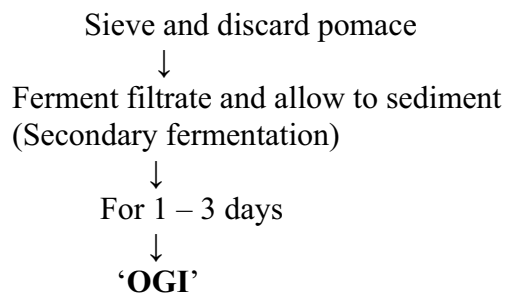 Sieve and discard pomace
↓
Ferment filtrate and allow to sediment
(Secondary fermentation)
↓
For 1 – 3 days
↓
‘OGI’